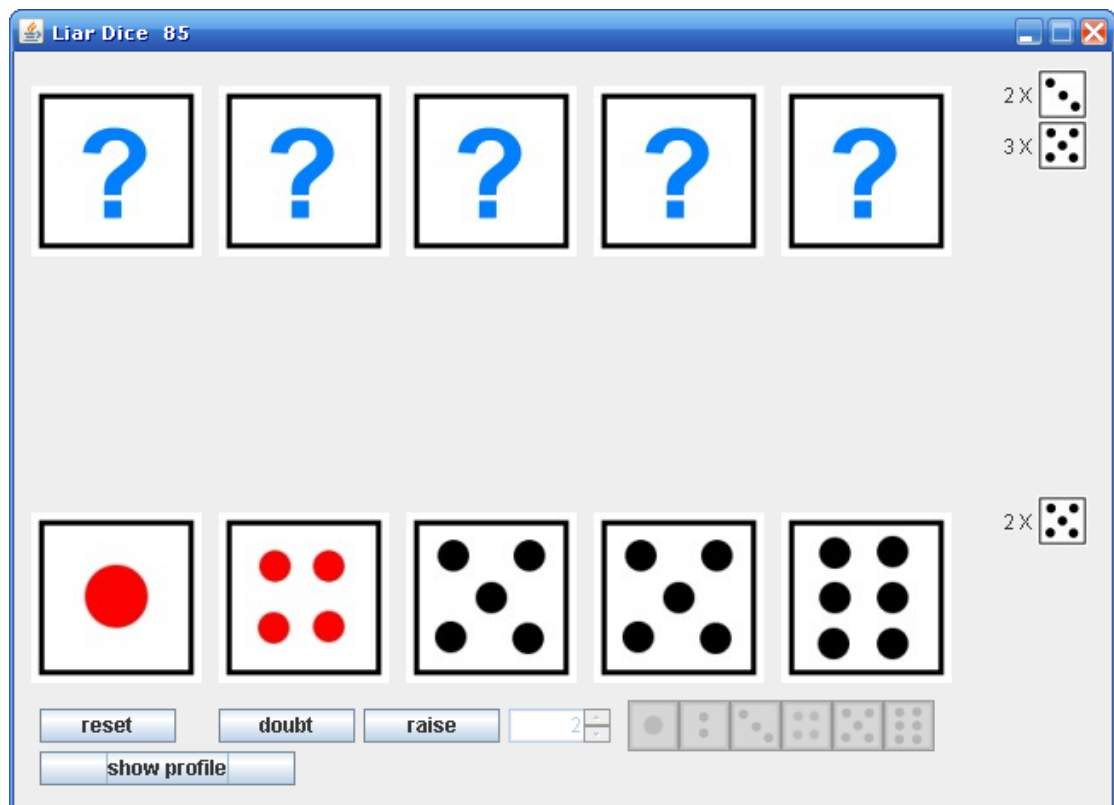 Liar Dice 85
2 X
3 X
? ? ? ? ?
2 X
reset doubt raise 2
show profile